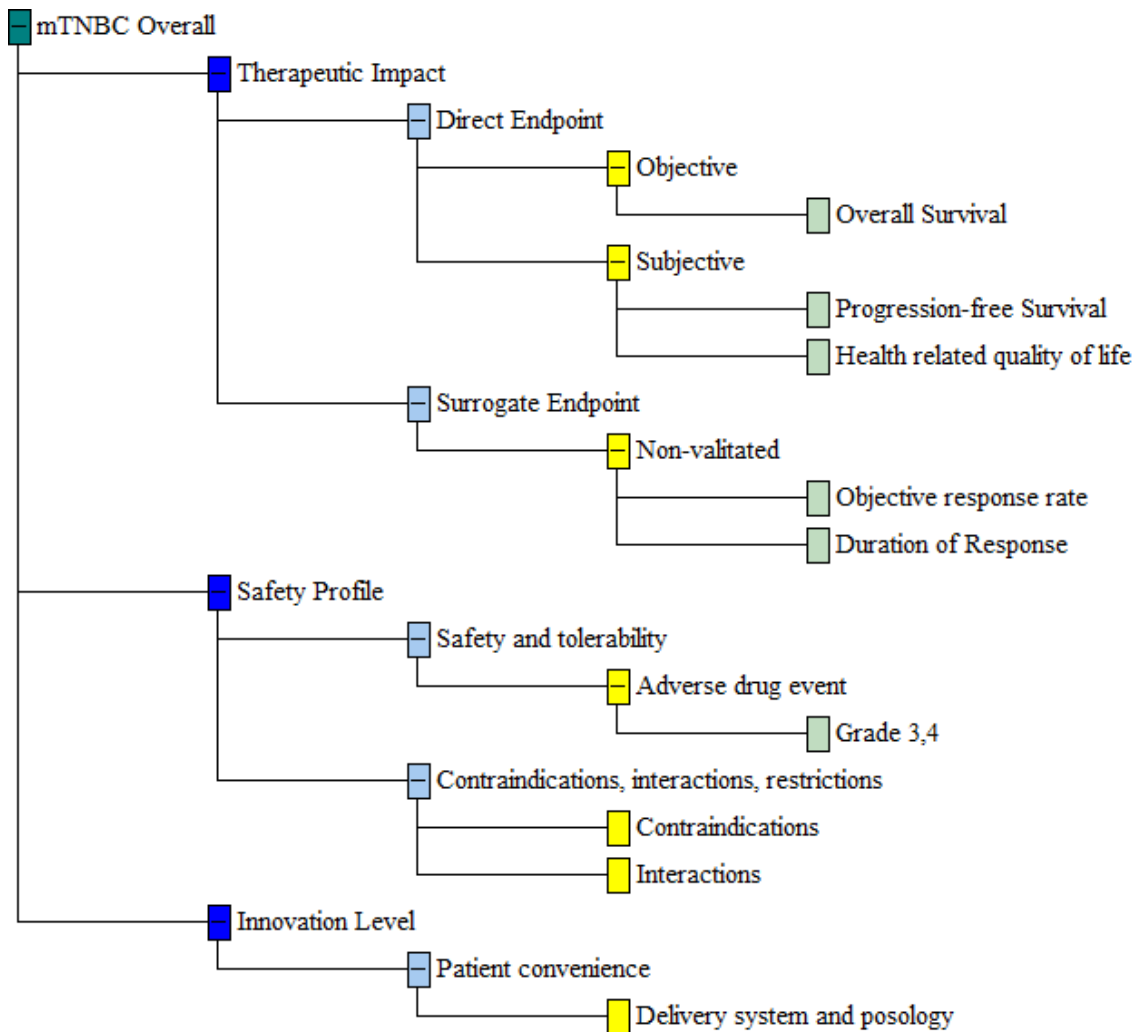 mTNBC Overall
Therapeutic Impact
Direct Endpoint
Objective
Overall Survival
Subjective
Progression-free Survival
Health related quality of life
Surrogate Endpoint
Non-valitated
Objective response rate
Duration of Response
Safety Profile
Safety and tolerability
Adverse drug event
Grade 3,4
Contraindications, interactions, restrictions
Contraindications
Interactions
Innovation Level
Patient convenience
Delivery system and posology